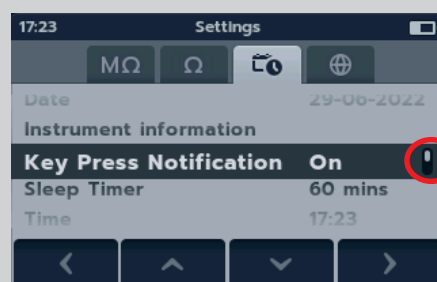 17:23 Settings
MΩ Ω
Date 29-06-2022
Instrument information
Key Press Notification On
Sleep Timer 60 mins
Time 17:23